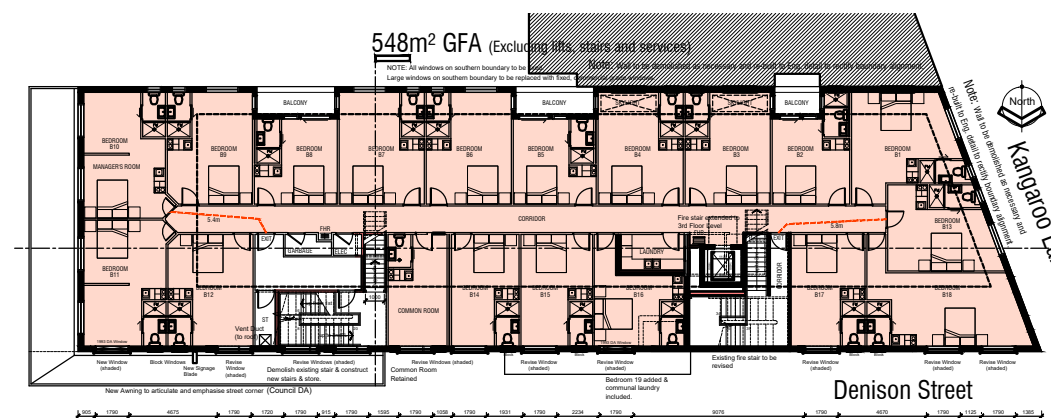 548m² GFA (Excluding lifts, stairs and services)
NOTE: All windows on southern boundary to be fixed.
Large windows on southern boundary to be replaced with fixed, commercial grade windows.
Note: Wall to be demolished as necessary and re-built to Eng. detail to rectify boundary alignment.
Note: Wall to be demolished as necessary and
re-built to Eng. detail to rectify boundary alignment
North
Kangaroo La
BALCONY
BALCONY
BALCONY
BEDROOM
B10
MANAGER'S ROOM
BEDROOM
B9
BEDROOM
B8
BEDROOM
B7
BEDROOM
B6
BEDROOM
B5
BEDROOM
B4
BEDROOM
B3
BEDROOM
B2
BEDROOM
B1
5.4m
CORRIDOR
Fire stair extended to
3rd Floor Level
5.8m
BEDROOM
B13
EXIT
GARBAGE
FHR
ELEC
LAUNDRY
EXIT
CORRIDOR
BEDROOM
B11
BEDROOM
B12
COMMON ROOM
BEDROOM
B14
BEDROOM
B15
BEDROOM
B16
BEDROOM
B17
BEDROOM
B18
1000
ST
Vent Duct
(to roof)
New Window
(shaded)
Block Windows
New Signage
Blade
Revise
Window
(shaded)
Revise Windows (shaded)
Demolish existing stair & construct
new stairs & store.
Revise Windows (shaded)
Common Room
Retained
Revise Windows (shaded)
Revise Windows (shaded)
Existing fire stair to be
revised
Revise
Window
(shaded)
Revise
Window
(shaded)
Revise
Window
(shaded)
New Awning to articulate and emphasise street corner (Council DA)
Bedroom 19 added &
communal laundry
included.
Denison Street
905 1790 4675 1790 1720 1790 915 1790 1595 1790 1058 1790 1931 1790 2234 1790 9076 1790 4670 1790 1125 1790 1385